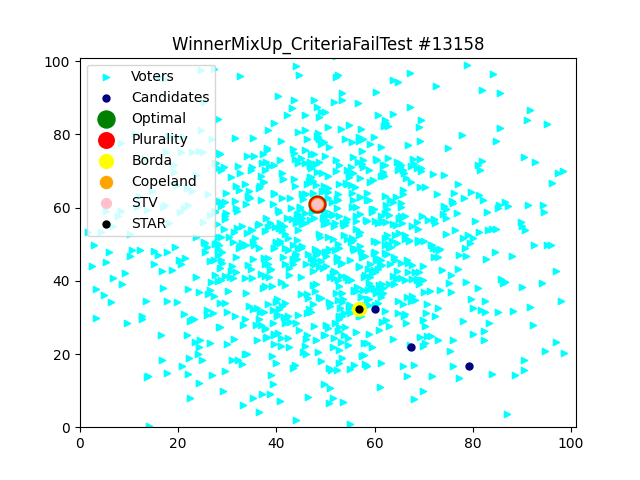 WinnerMixUp_CriteriaFailTest #13158
Voters
Candidates
Optimal
Plurality
Borda
Copeland
STV
STAR
100
80
60
40
20
0
0 20 40 60 80 100